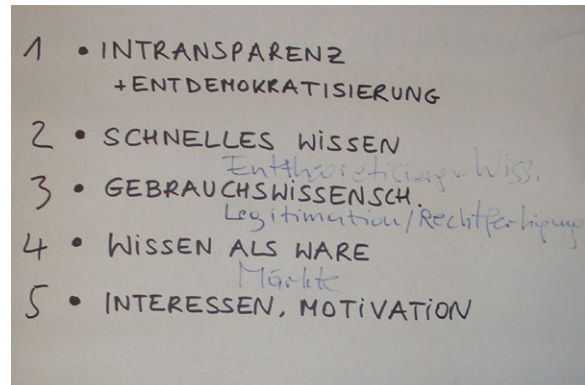 1 • INTRANSPARENZ
+ENTDEMOKRATISIERUNG
2 • SCHNELLES WISSEN
Enttheoretisierg v. Wiss.
3 • GEBRAUCHSWISSENSCH.
Legitimation/Rechtfertigung
4 • WISSEN ALS WARE
Märkte
5 • INTERESSEN, MOTIVATION